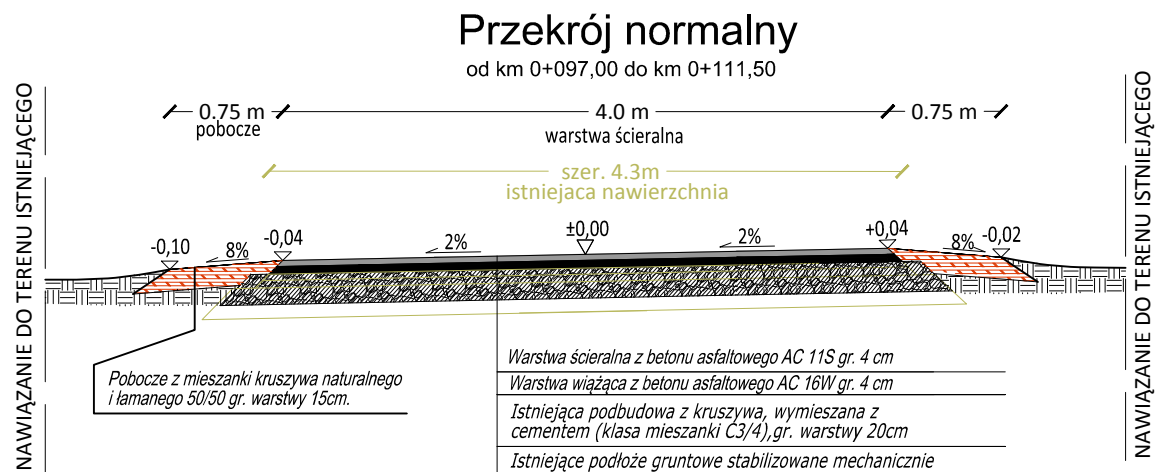 Przekrój normalny
od km 0+097,00 do km 0+111,50
0.75 m
pobocze
4.0 m
warstwa ścieralna
0.75 m
szer. 4.3m
istniejaca nawierzchnia
-0,10
8%
-0,04
2%
±0,00
2%
+0,04
8%
-0,02
NAWIĄZANIE DO TERENU ISTNIEJĄCEGO
NAWIĄZANIE DO TERENU ISTNIEJĄCEGO
Pobocze z mieszanki kruszywa naturalnego
i łamanego 50/50 gr. warstwy 15cm.
Warstwa ścieralna z betonu asfaltowego AC 11S gr. 4 cm
Warstwa wiążąca z betonu asfaltowego AC 16W gr. 4 cm
Istniejąca podbudowa z kruszywa, wymieszana z
cementem (klasa mieszanki C3/4),gr. warstwy 20cm
Istniejące podłoże gruntowe stabilizowane mechanicznie